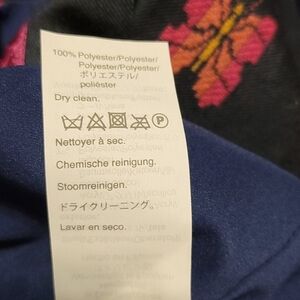 100% Polyester/Polyester/
Polyester/Polyester/
ポリエステル/
poliéster
Dry clean.
P
Nettoyer à sec.
Chemische reinigung.
Stoomreinigen.
ドライクリーニング。
Lavar en seco.